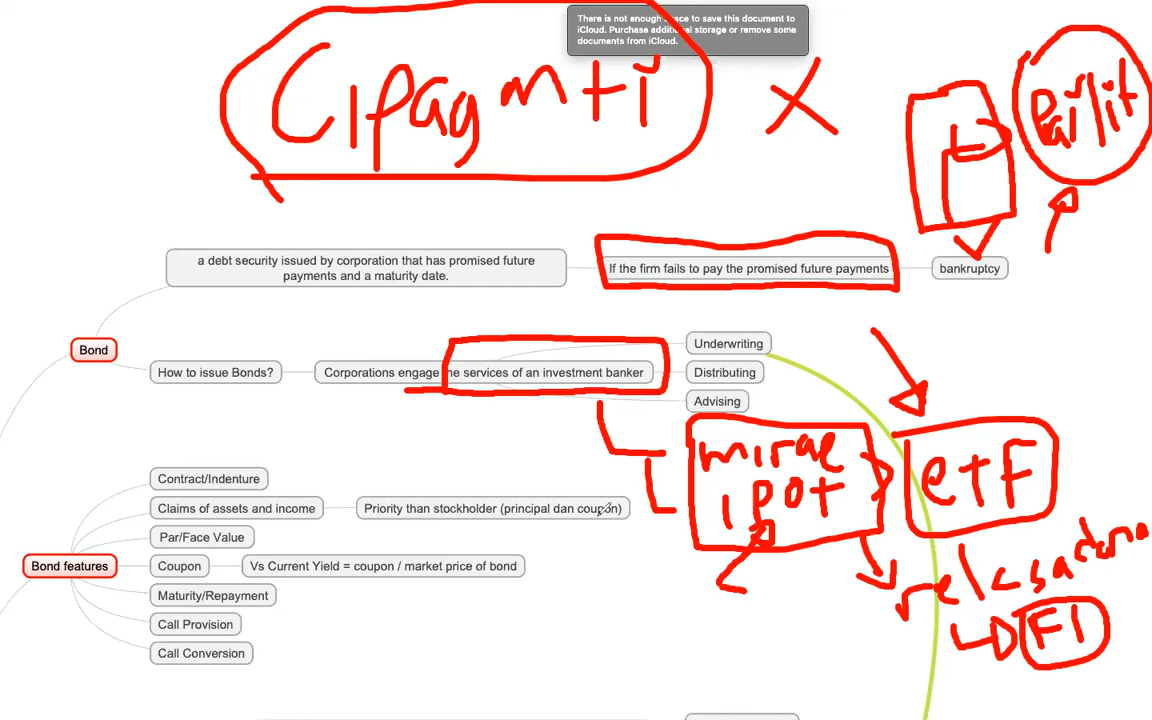 There is not enough space to save this document to
iCloud. Purchase additional storage or remove some
documents from iCloud.
pailit
a debt security issued by corporation that has promised future
payments and a maturity date.
If the firm fails to pay the promised future payments
bankruptcy
Bond
How to issue Bonds?
Corporations engage the services of an investment banker
Underwriting
Distributing
Advising
mirae
ipot
etF
Bond features
Contract/Indenture
Claims of assets and income
Priority than stockholder (principal dan coupon)
Par/Face Value
Coupon
Vs Current Yield = coupon / market price of bond
Maturity/Repayment
Call Provision
Call Conversion
FI